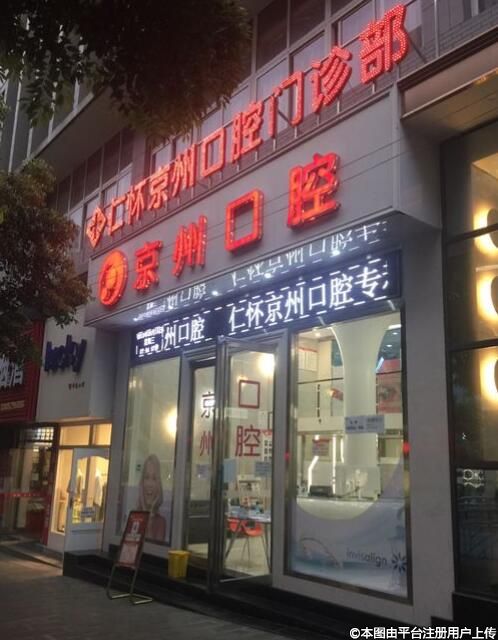 仁怀京州口腔门诊部
京州口腔
州口腔 仁怀京州口腔专
京州
口腔
invisalign
©本图由平台注册用户上传